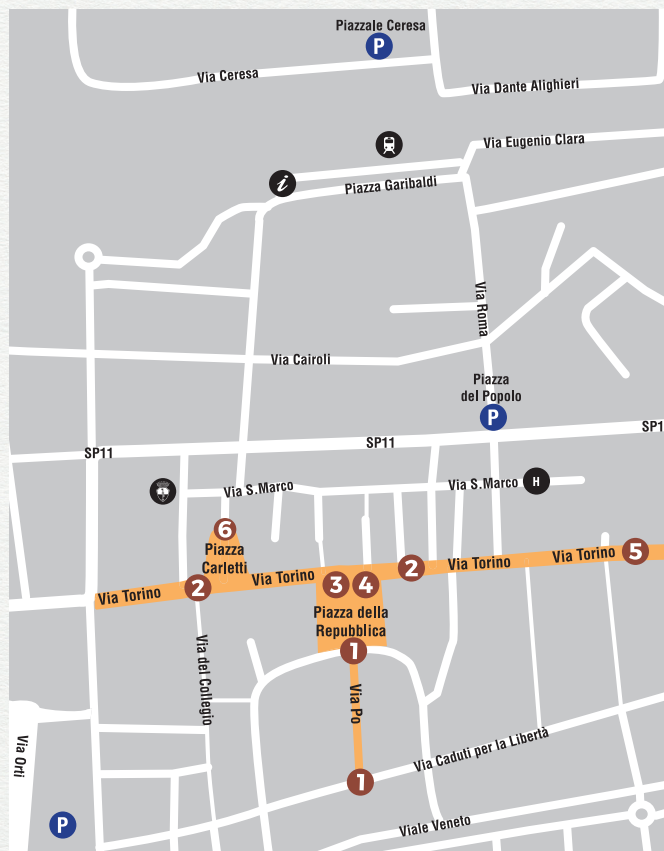 Piazzale Ceresa
P
Via Ceresa
Via Dante Alighieri
Via Eugenio Clara
i
Piazza Garibaldi
Via Roma
Via Cairoli
Piazza
del Popolo
P
SP11
SP11
SP1
Via S.Marco
Via S.Marco
H
6
Piazza
Carletti
2
Via Torino
Via Torino
3
4
2
Via Torino
Via Torino
5
Piazza della
Repubblica
1
Via del Collegio
Via Po
1
Via Caduti per la Libertà
Via Orti
P
Viale Veneto